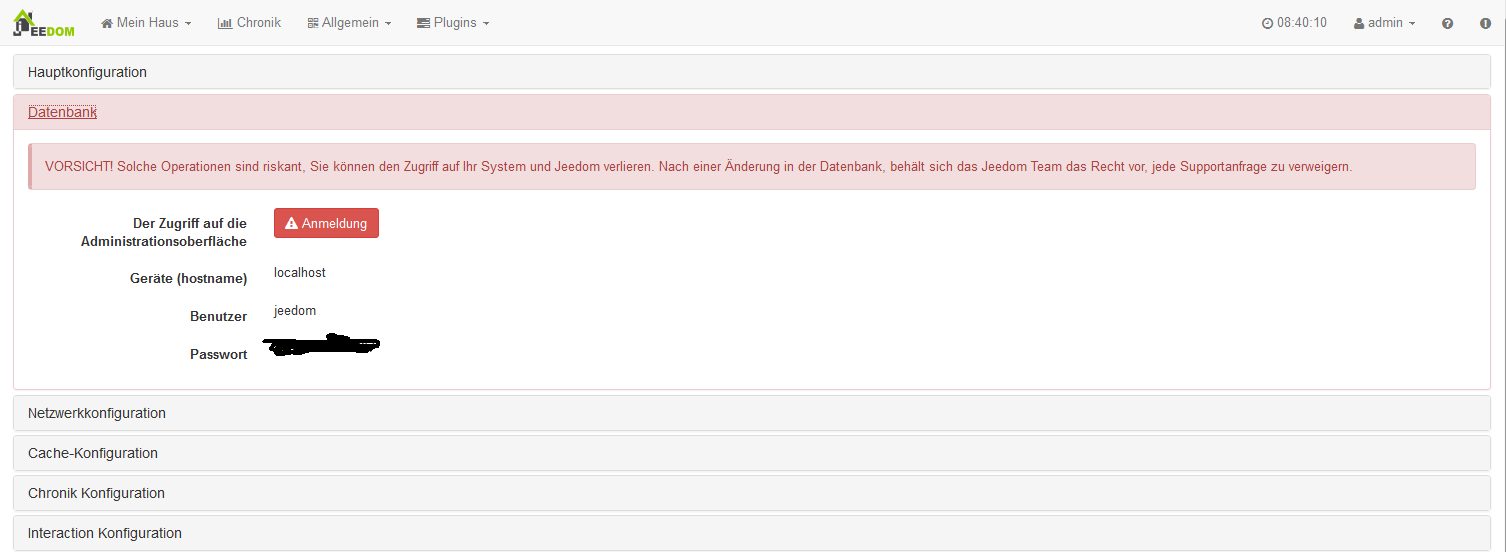 JEEDOM Mein Haus Chronik Allgemein Plugins 08:40:10 admin
Hauptkonfiguration
Datenbank
VORSICHT! Solche Operationen sind riskant, Sie können den Zugriff auf Ihr System und Jeedom verlieren. Nach einer Änderung in der Datenbank, behält sich das Jeedom Team das Recht vor, jede Supportanfrage zu verweigern.
Der Zugriff auf die
Administrationsoberfläche
Anmeldung
Geräte (hostname) localhost
Benutzer jeedom
Passwort
Netzwerkkonfiguration
Cache-Konfiguration
Chronik Konfiguration
Interaction Konfiguration